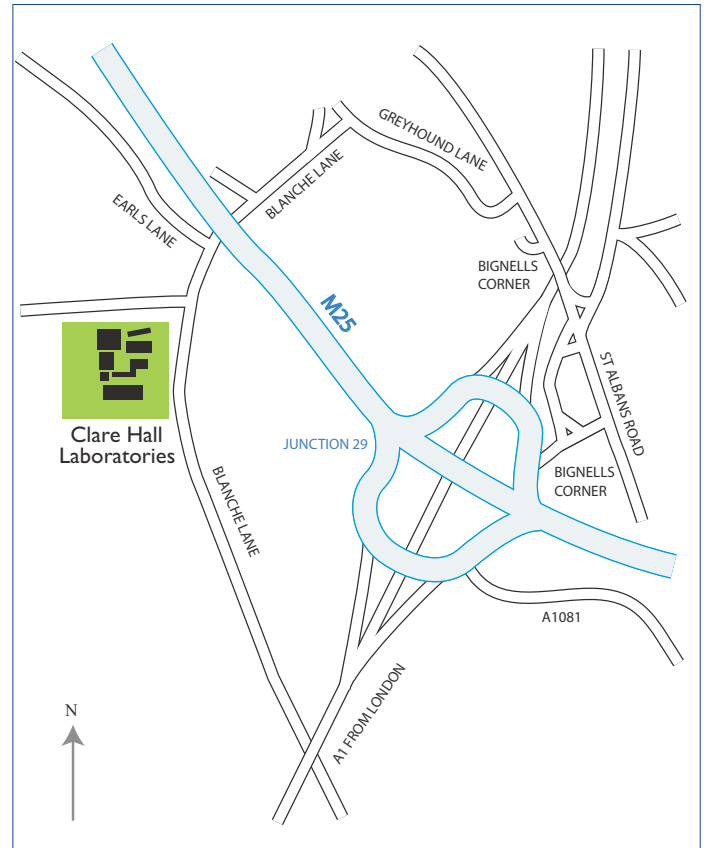 GREYHOUND LANE
BLANCHE LANE
EARLS LANE
BIGNELLS
CORNER
M25
ST ALBANS ROAD
Clare Hall
Laboratories
JUNCTION 29
BIGNELLS
CORNER
BLANCHE LANE
A1081
A1 FROM LONDON
N